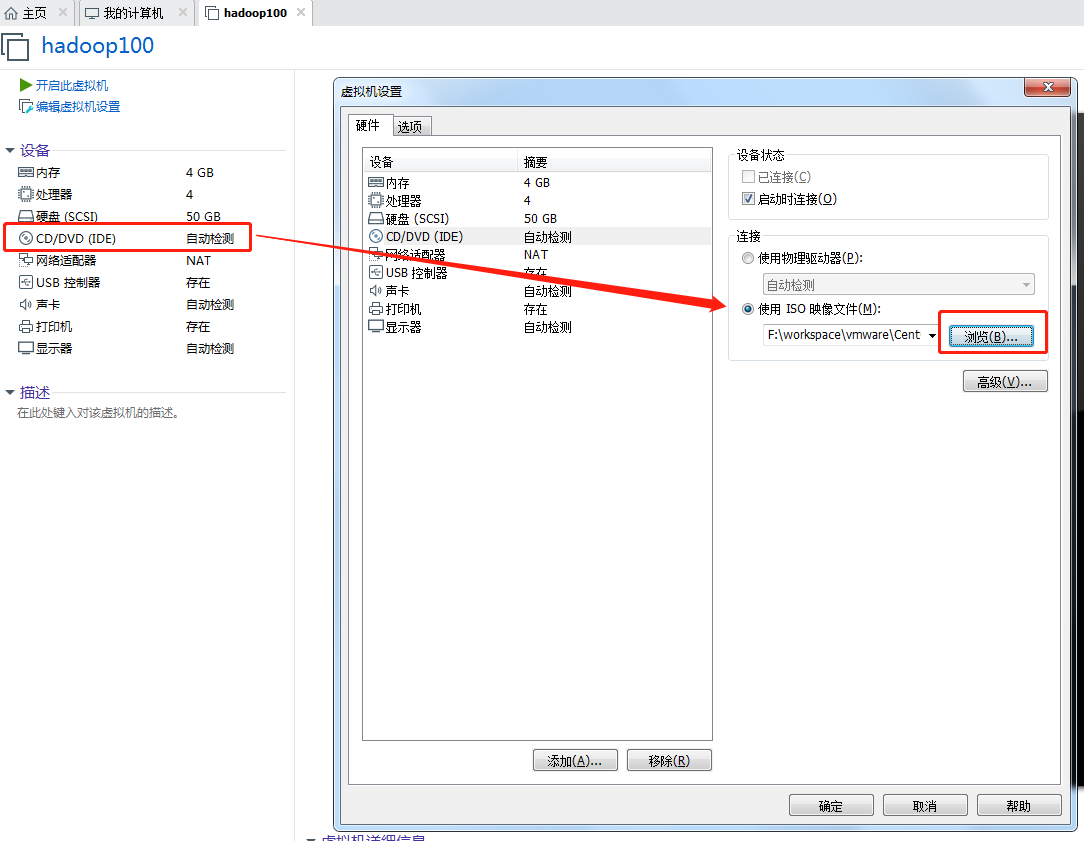 主页 我的计算机 hadoop100
hadoop100
开启此虚拟机
编辑虚拟机设置
设备
内存 4 GB
处理器 4
硬盘 (SCSI) 50 GB
CD/DVD (IDE) 自动检测
网络适配器 NAT
USB 控制器 存在
声卡 自动检测
打印机 存在
显示器 自动检测
描述
在此处键入对该虚拟机的描述。
虚拟机设置
硬件 选项
设备 摘要
内存 4 GB
处理器 4
硬盘 (SCSI) 50 GB
CD/DVD (IDE) 自动检测
网络适配器 NAT
USB 控制器 存在
声卡 自动检测
打印机 存在
显示器 自动检测
添加(A)... 移除(R)
设备状态
已连接(C)
启动时连接(O)
连接
使用物理驱动器(P):
自动检测
使用 ISO 映像文件(M):
F:\workspace\vmware\Cent 浏览(B)...
高级(V)...
确定 取消 帮助
虚拟机详细信息